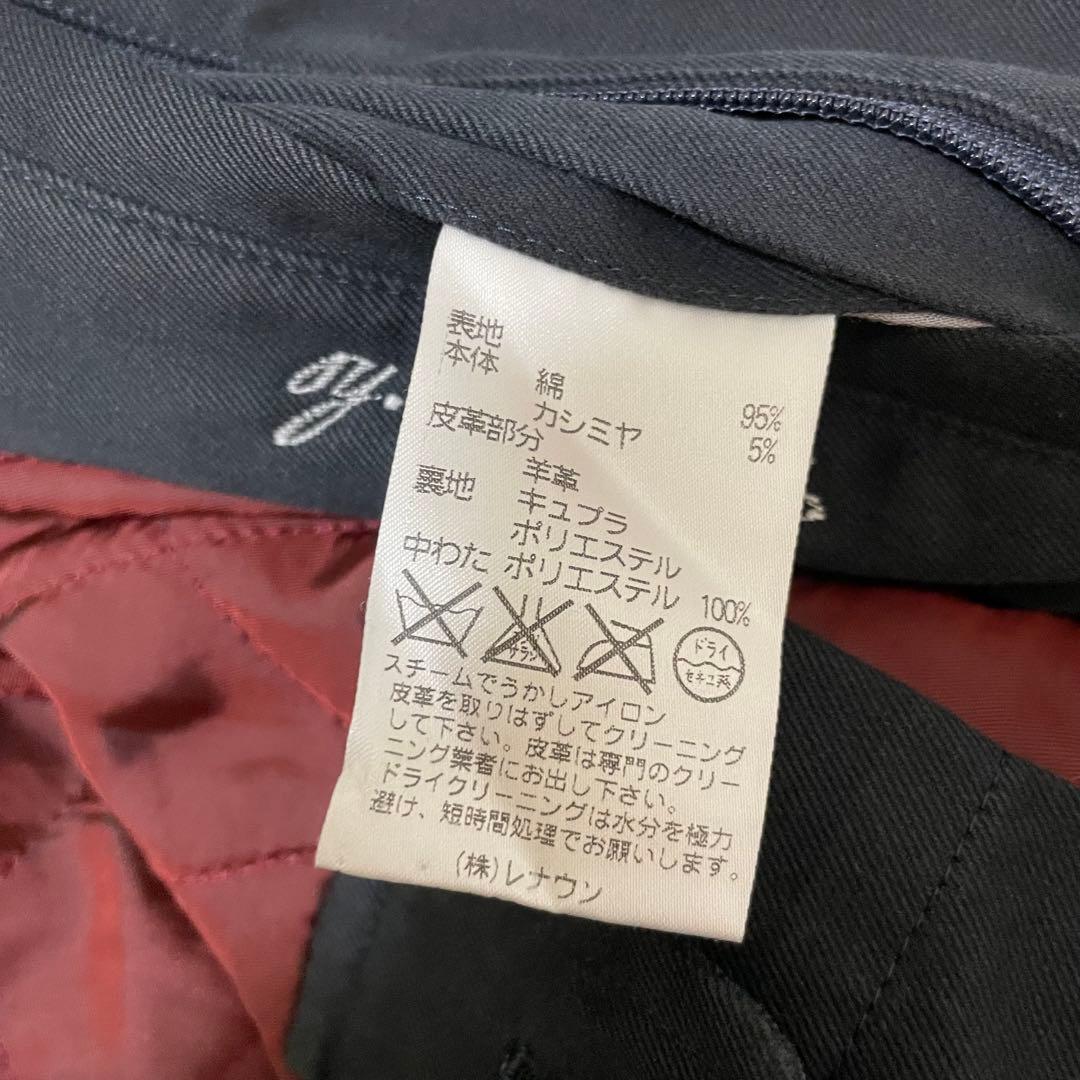 表地
本体
綿 95%
カシミヤ 5%
皮革部分
羊革
裏地 キュプラ
ポリエステル
中わた ポリエステル 100%
サラシ
ドライ
セキユ系
スチームでうかしアイロン
皮革を取りはずしてクリーニング
して下さい。皮革は専門のクリー
ニング業者にお出し下さい。
ドライクリーニングは水分を極力
避け、短時間処理でお願いします。
(株)レナウン